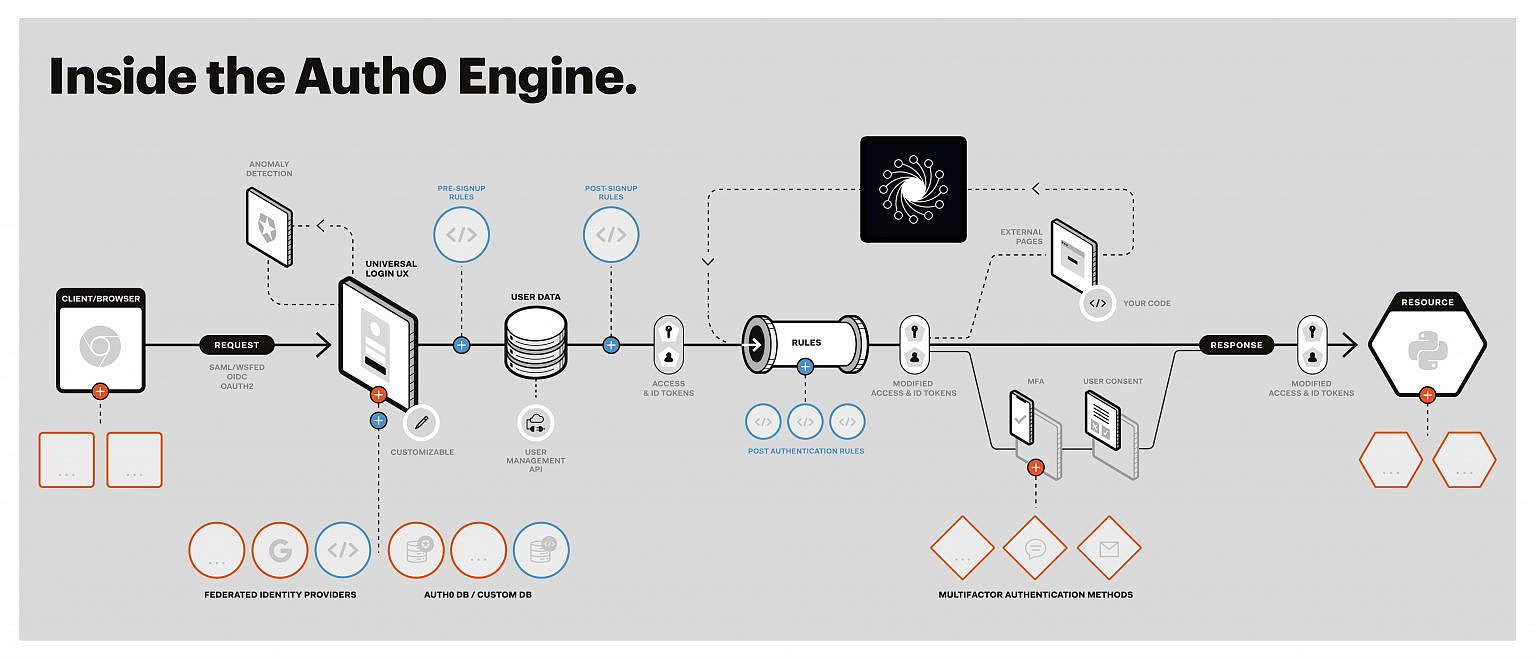 Inside the Auth0 Engine.
ANOMALY
DETECTION
PRE-SIGNUP
RULES
</>
POST-SIGNUP
RULES
</>
UNIVERSAL
LOGIN UX
CLIENT/BROWSER
REQUEST
SAML/WSFED
OIDC
OAUTH2
...
...
CUSTOMIZABLE
USER DATA
USER
MANAGEMENT
API
ACCESS
& ID TOKENS
RULES
</>
</>
</>
POST AUTHENTICATION RULES
MODIFIED
ACCESS & ID TOKENS
EXTERNAL
PAGES
</>
YOUR CODE
MFA
USER CONSENT
RESPONSE
MODIFIED
ACCESS & ID TOKENS
RESOURCE
...
...
...
G
</>
FEDERATED IDENTITY PROVIDERS
...
</>
AUTH0 DB / CUSTOM DB
...
MULTIFACTOR AUTHENTICATION METHODS